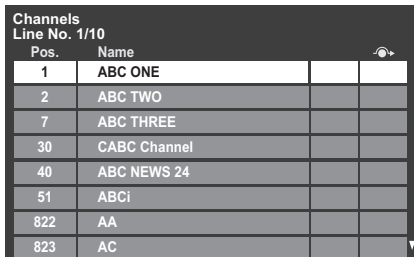 Channels
Line No. 1/10
Pos. Name
1 ABC ONE
2 ABC TWO
7 ABC THREE
30 CABC Channel
40 ABC NEWS 24
51 ABCi
822 AA
823 AC